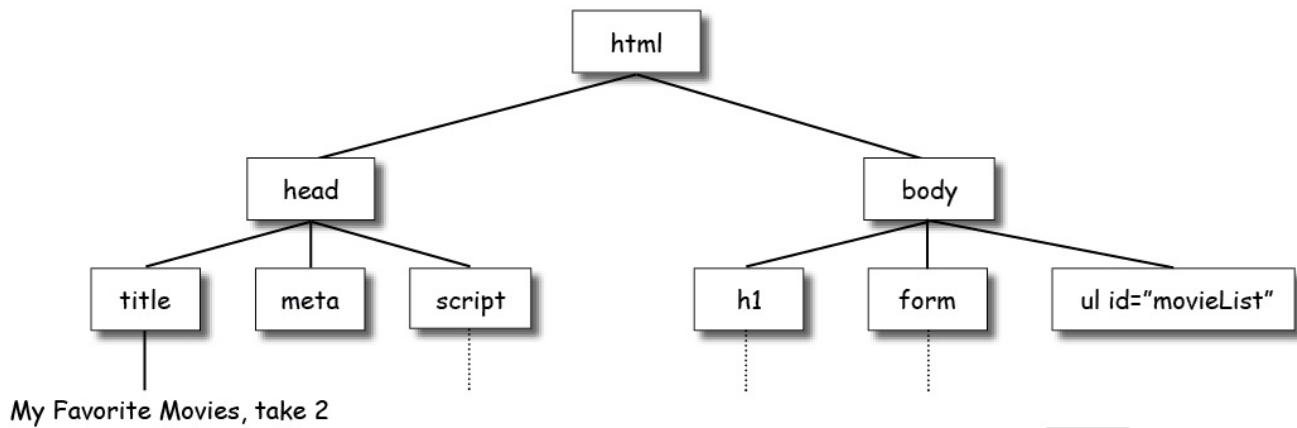 html
head
body
title
meta
script
h1
form
ul id=”movieList”
My Favorite Movies, take 2